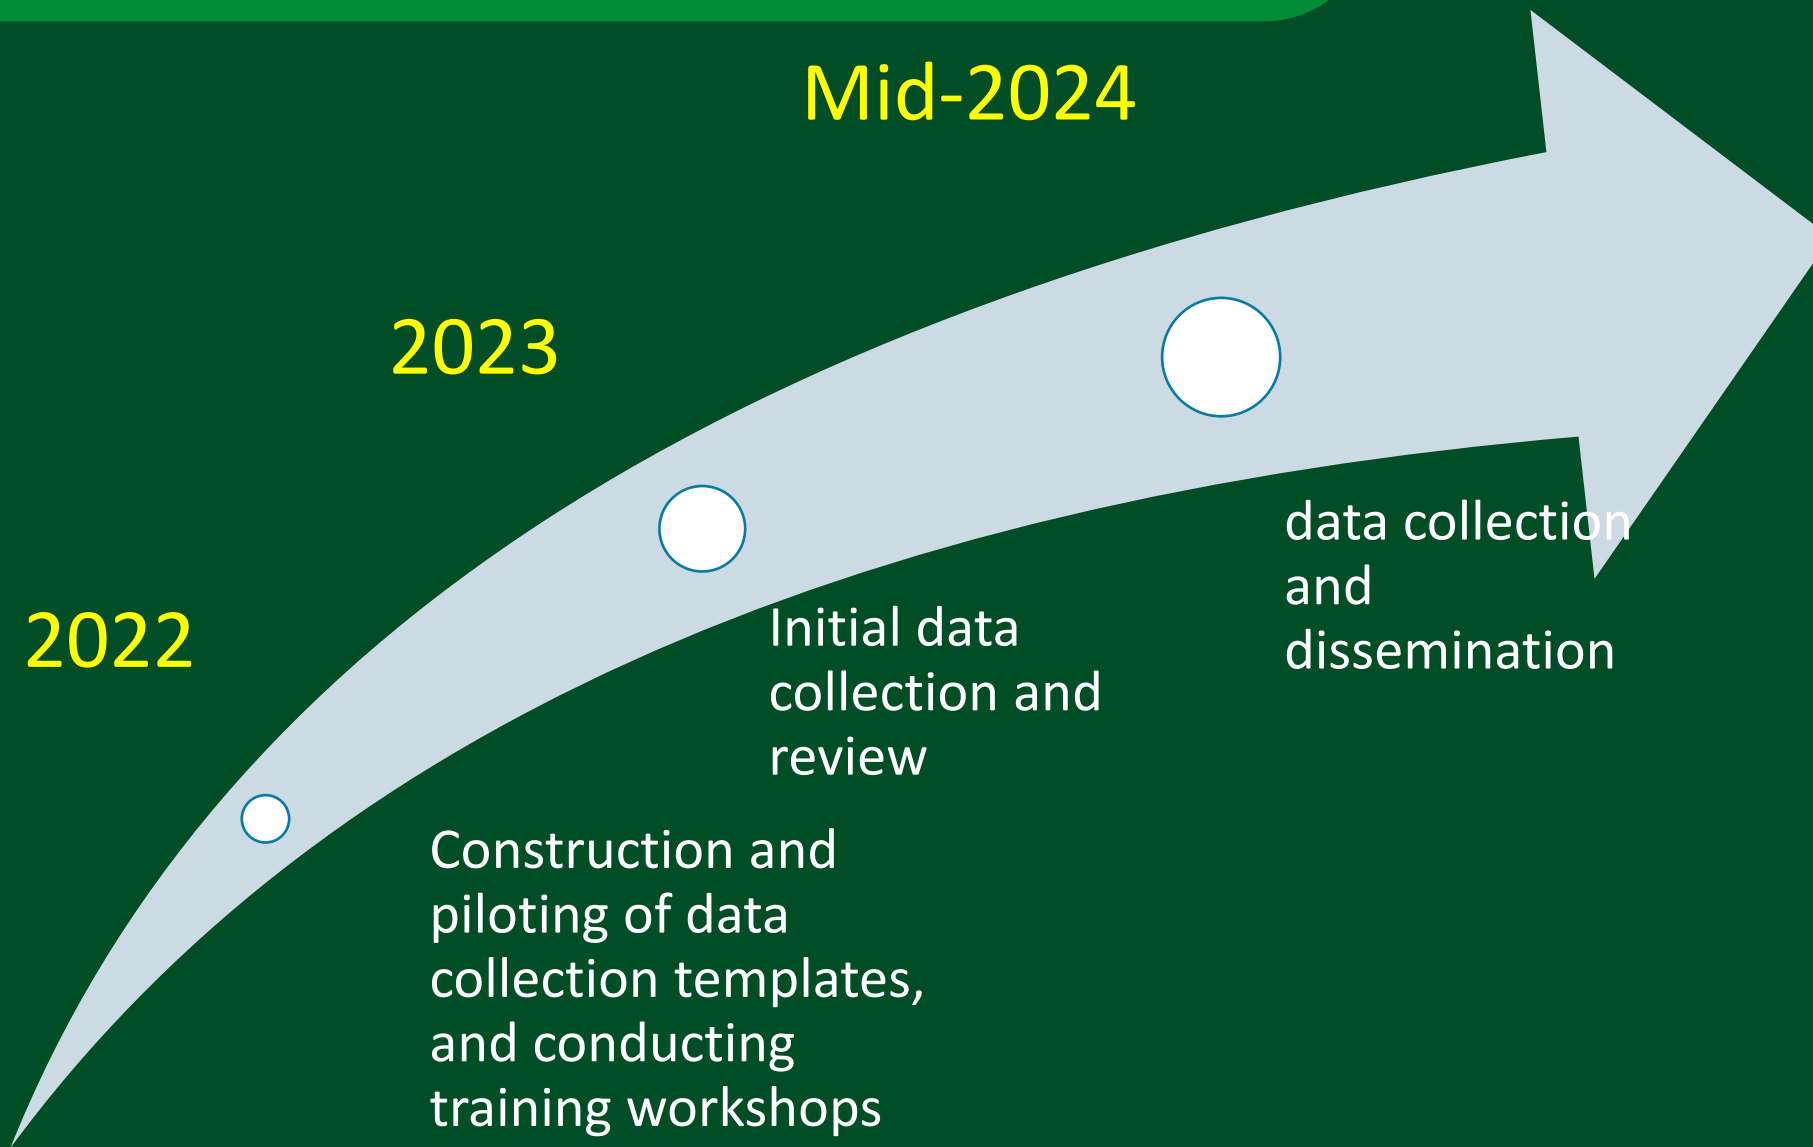 Mid-2024
2023
2022
data collection
and
dissemination
Initial data
collection and
review
Construction and
piloting of data
collection templates,
and conducting
training workshops